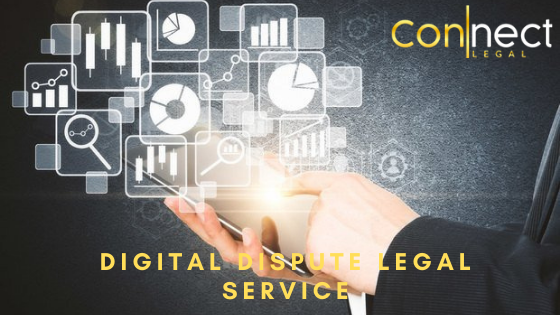 Connect
LEGAL
DIGITAL DISPUTE LEGAL
SERVICE